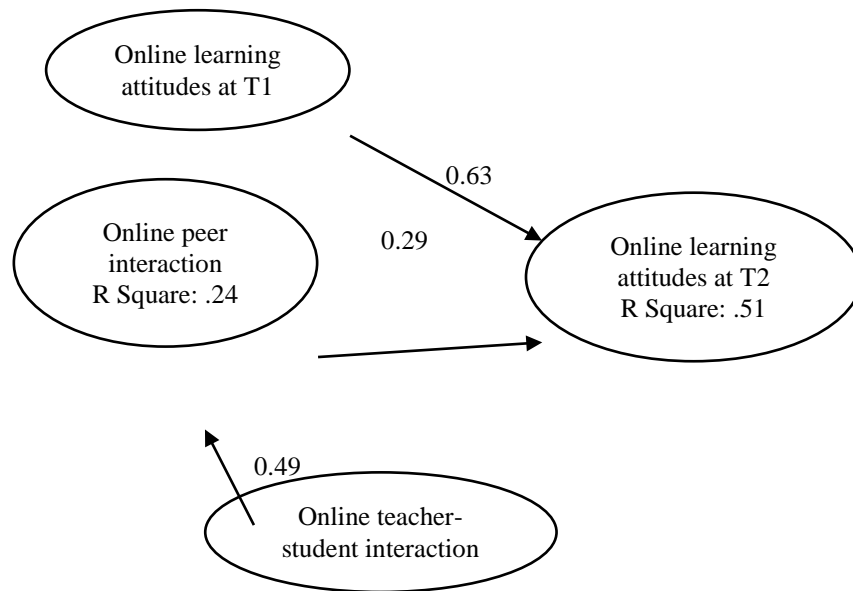 Online learning
attitudes at T1
0.63
0.29
Online peer
interaction
R Square: .24
Online learning
attitudes at T2
R Square: .51
0.49
Online teacher-
student interaction